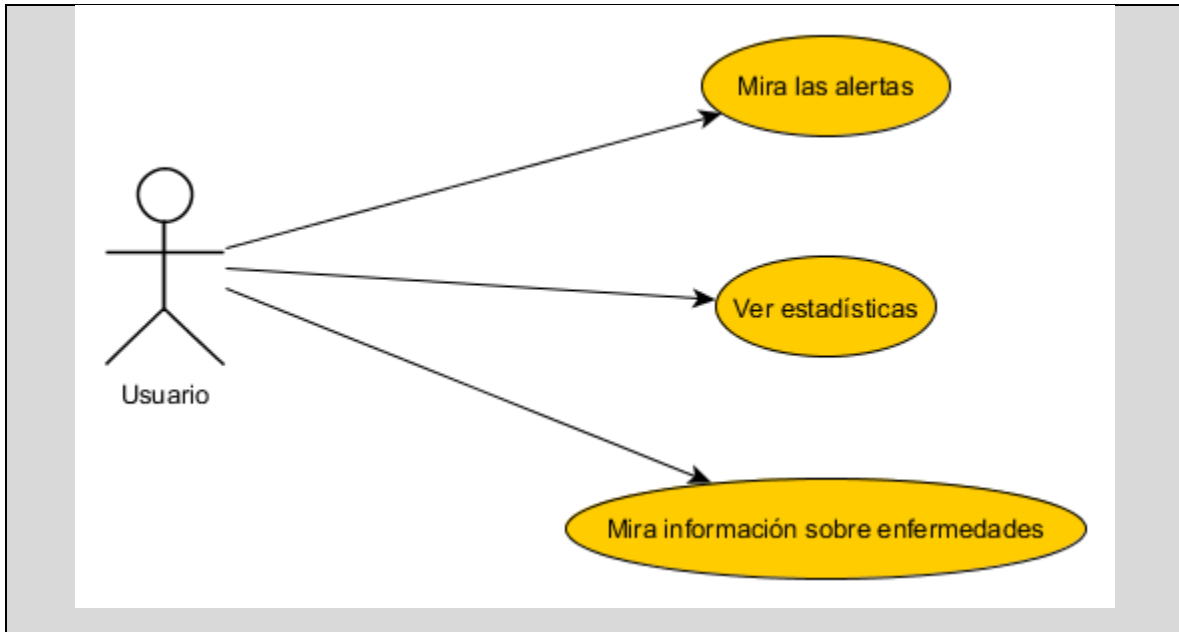 Mira las alertas
Ver estadísticas
Usuario
Mira información sobre enfermedades